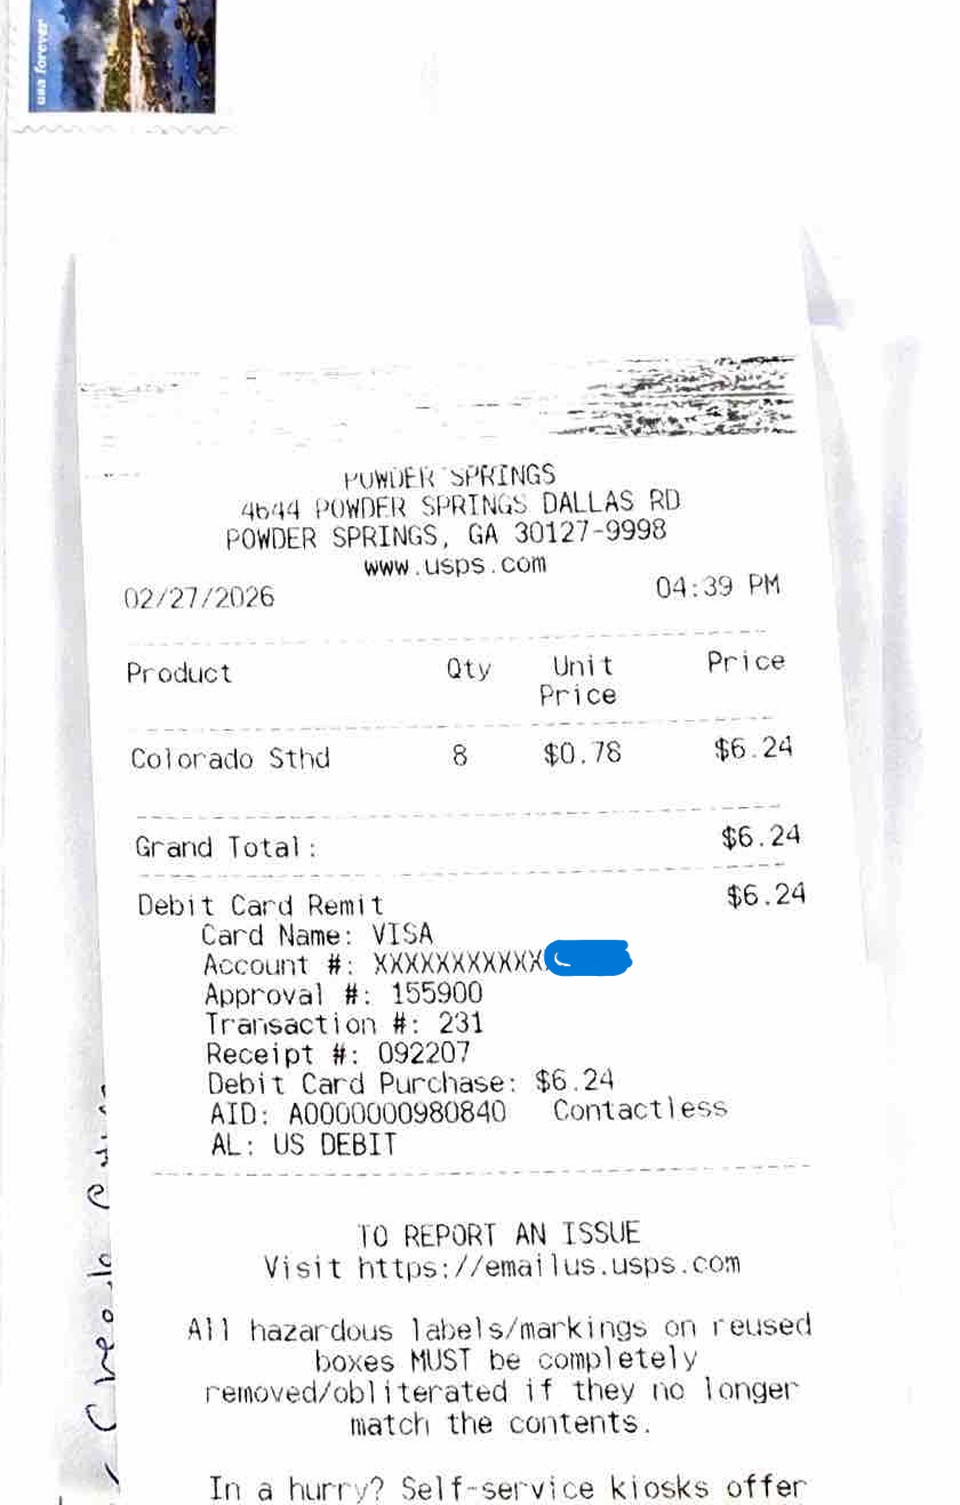 usa forever
POWDER SPRINGS
4644 POWDER SPRINGS DALLAS RD
POWDER SPRINGS, GA 30127-9998
www.usps.com
02/27/2026 04:39 PM
Product Qty Unit Price Price
Colorado Sthd 8 $0.78 $6.24
Grand Total: $6.24
Debit Card Remit $6.24
Card Name: VISA
Account #: XXXXXXXXXXX
Approval #: 155900
Transaction #: 231
Receipt #: 092207
Debit Card Purchase: $6.24
AID: A0000000980840 Contactless
AL: US DEBIT
TO REPORT AN ISSUE
Visit https://emailus.usps.com
All hazardous labels/markings on reused
boxes MUST be completely
removed/obliterated if they no longer
match the contents.
In a hurry? Self-service kiosks offer